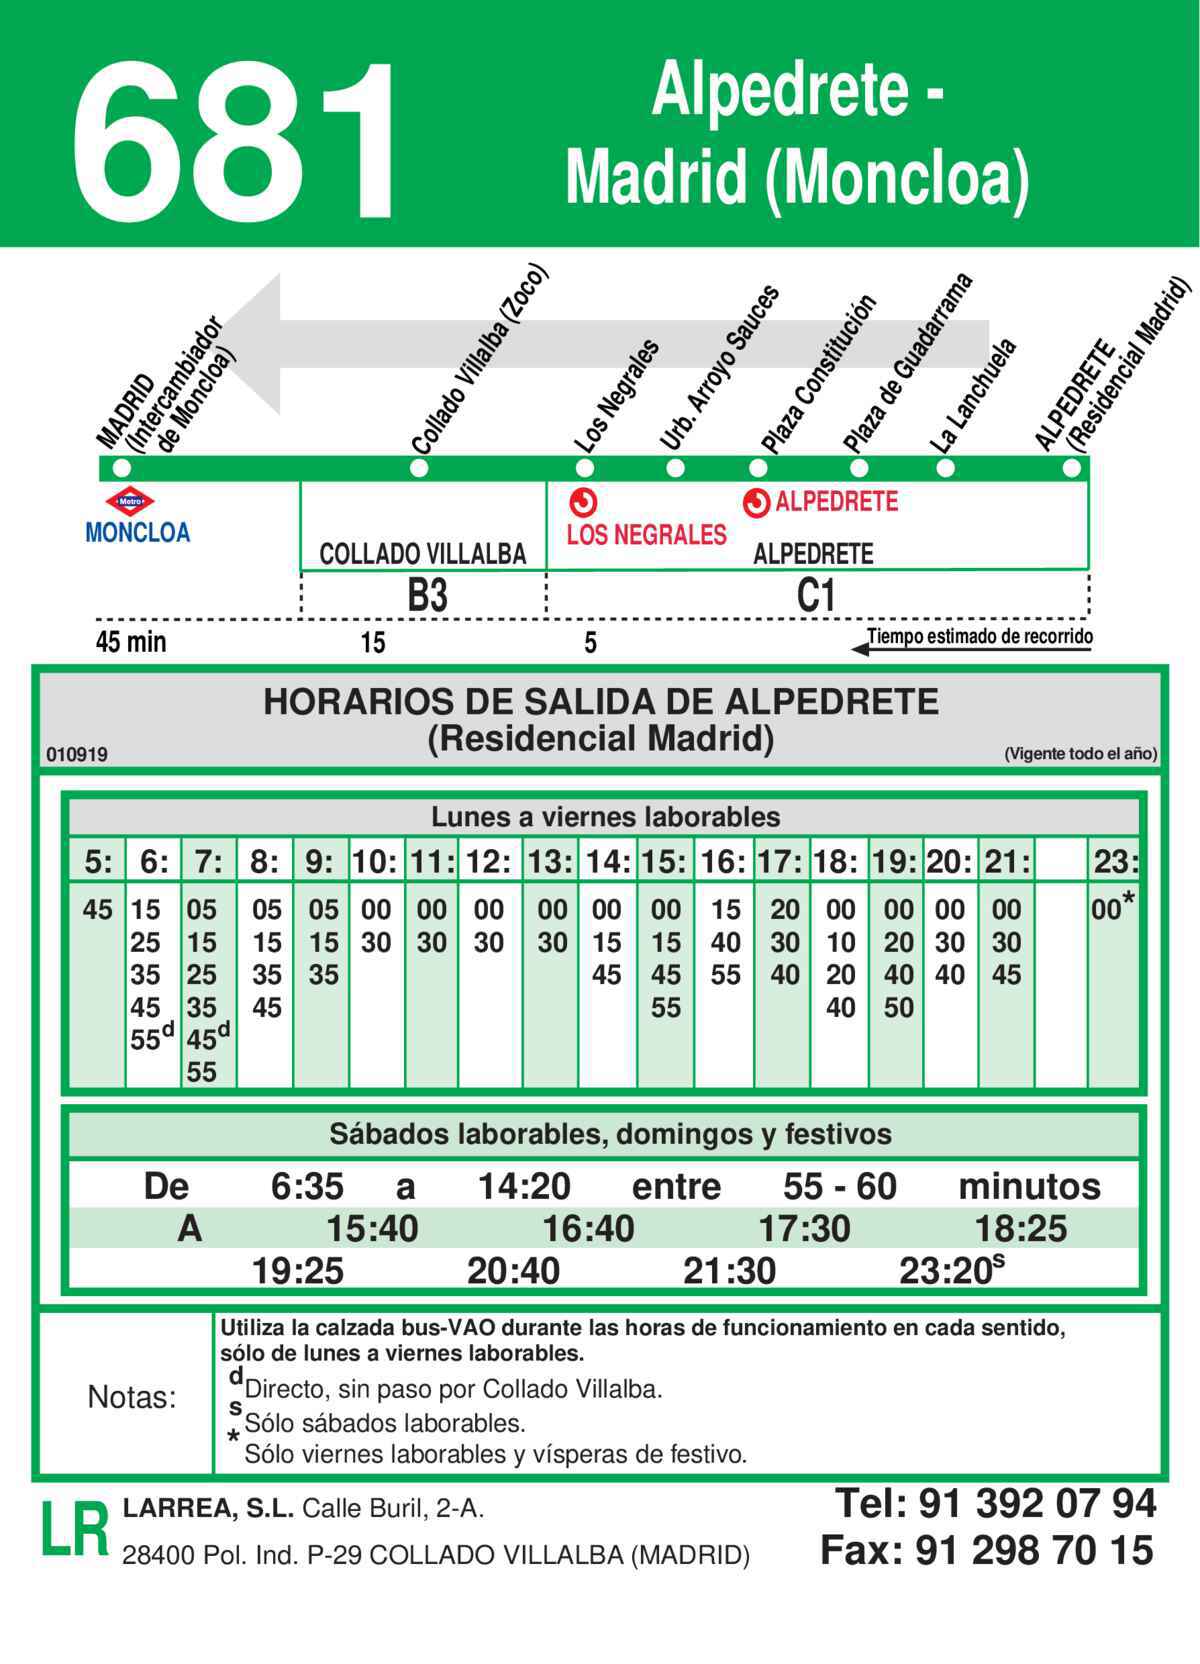 681
Alpedrete -
Madrid (Moncloa)
MADRID
(Intercambiador
de Moncloa)
Collado Villalba (Zoco)
Los Negrales
Urb. Arroyo Sauces
Plaza Constitución
Plaza de Guadarrama
La Lanchuela
ALPEDRETE
(Residencial Madrid)
Metro
MONCLOA
LOS NEGRALES
ALPEDRETE
COLLADO VILLALBA
ALPEDRETE
B3
C1
45 min
15
5
Tiempo estimado de recorrido
HORARIOS DE SALIDA DE ALPEDRETE
(Residencial Madrid)
010919
(Vigente todo el año)
Lunes a viernes laborables
5: 6: 7: 8: 9: 10: 11: 12: 13: 14: 15: 16: 17: 18: 19: 20: 21: 23:
45 15 05 05 05 00 00 00 00 00 00 15 20 00 00 00 00 00*
25 15 15 15 30 30 30 30 15 15 40 30 10 20 30 30
35 25 35 35 45 45 55 40 20 40 40 45
45 35 45 55 40 50
55d 45d
55
Sábados laborables, domingos y festivos
De 6:35 a 14:20 entre 55 - 60 minutos
A 15:40 16:40 17:30 18:25
19:25 20:40 21:30 23:20s
Notas:
Utiliza la calzada bus-VAO durante las horas de funcionamiento en cada sentido,
sólo de lunes a viernes laborables.
d Directo, sin paso por Collado Villalba.
s Sólo sábados laborables.
* Sólo viernes laborables y vísperas de festivo.
LR
LARREA, S.L. Calle Buril, 2-A.
28400 Pol. Ind. P-29 COLLADO VILLALBA (MADRID)
Tel: 91 392 07 94
Fax: 91 298 70 15